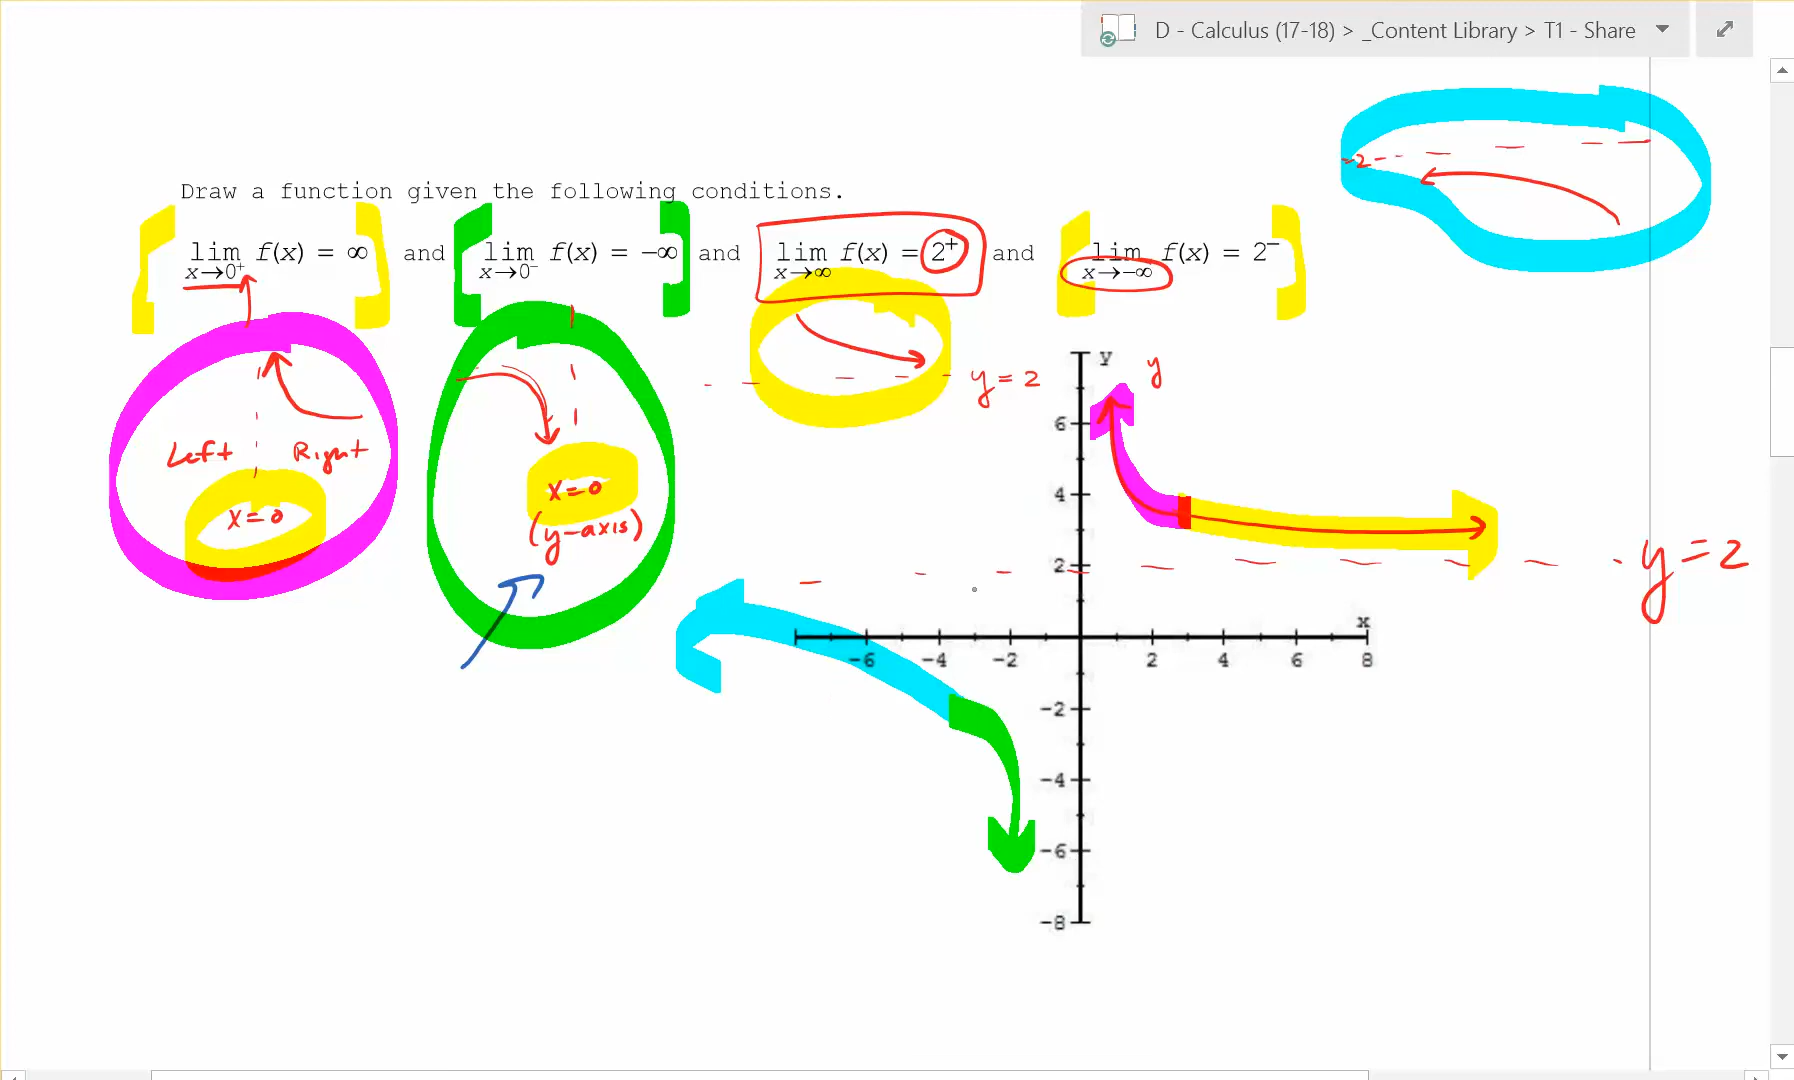 D - Calculus (17-18) > _Content Library > T1 - Share
-2-
Draw a function given the following conditions.
lim x→0⁺ f(x) = ∞ and lim x→0⁻ f(x) = -∞ and lim x→∞ f(x) = 2⁺ and lim x→-∞ f(x) = 2⁻
Left Right
x=0
x=0
(y-axis)
y=2
y y
6
4
2
y=2
x
-6 -4 -2 2 4 6 8
-2
-4
-6
-8